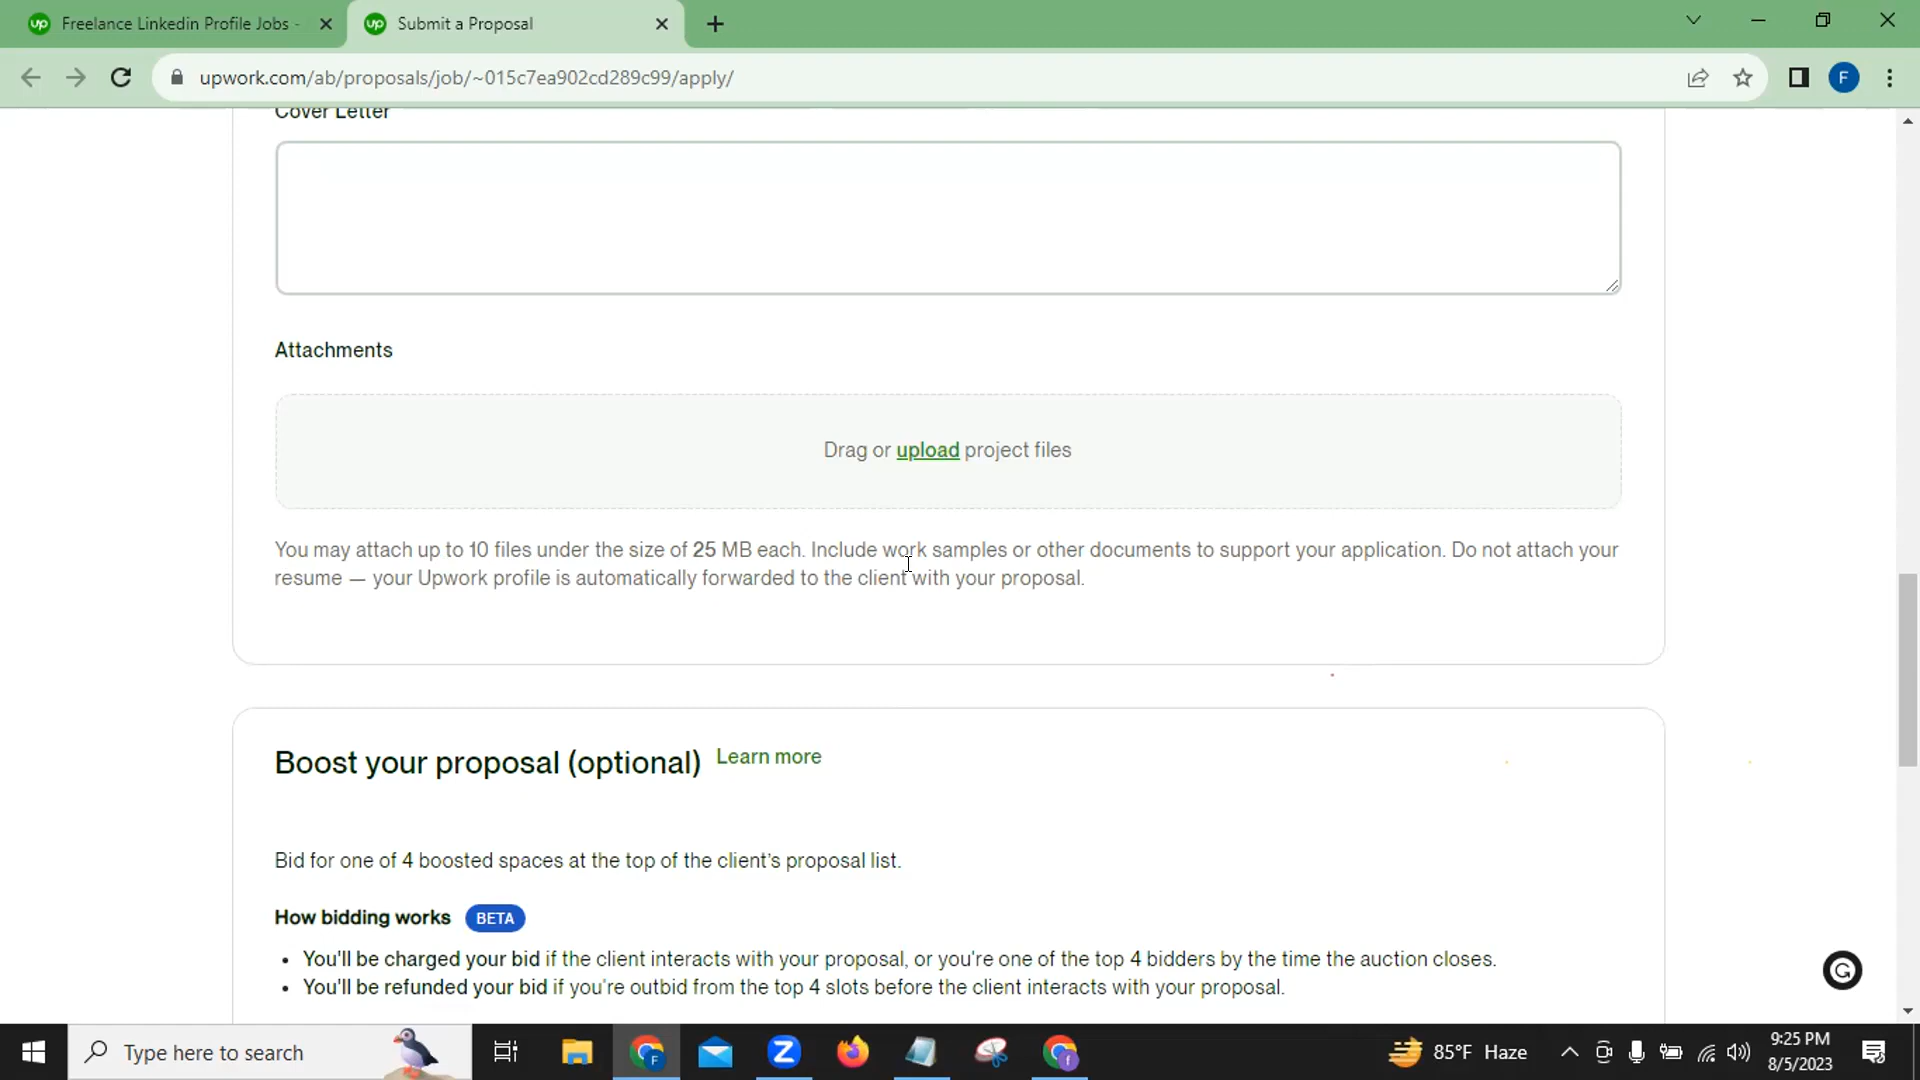 Freelance Linkedin Profile Jobs -
Submit a Proposal
upwork.com/ab/proposals/job/~015c7ea902cd289c99/apply/
F
Cover Letter
Attachments
Drag or upload project files
You may attach up to 10 files under the size of 25 MB each. Include work samples or other documents to support your application. Do not attach your
resume — your Upwork profile is automatically forwarded to the client with your proposal.
Boost your proposal (optional) Learn more
Bid for one of 4 boosted spaces at the top of the client's proposal list.
How bidding works BETA
• You'll be charged your bid if the client interacts with your proposal, or you're one of the top 4 bidders by the time the auction closes.
• You'll be refunded your bid if you're outbid from the top 4 slots before the client interacts with your proposal.
Type here to search
85°F Haze
9:25 PM
8/5/2023